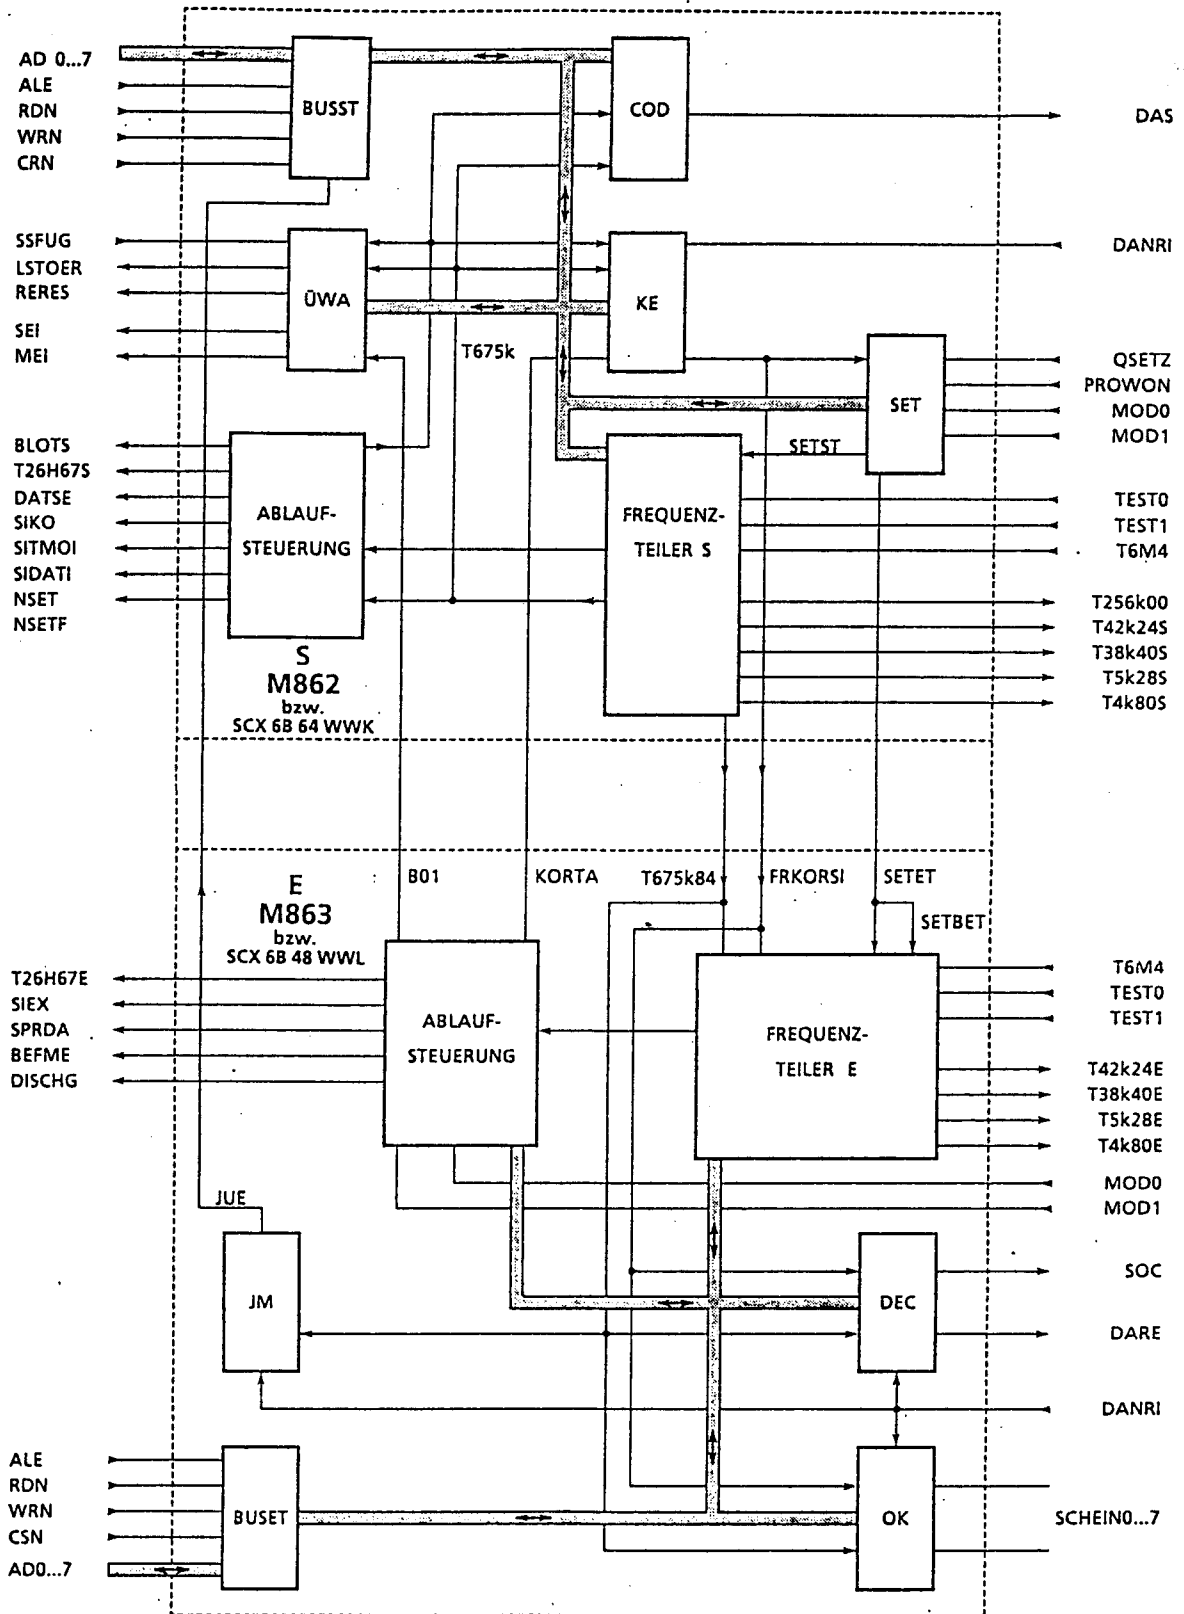 AD 0...7
ALE
RDN
WRN
CRN
BUSST
COD
DAS
SSFUG
LSTOER
RERES
SEI
MEI
ÜWA
T675k
KE
DANRI
SET
QSETZ
PROWON
MOD0
MOD1
BLOTS
T26H67S
DATSE
SIKO
SITMOI
SIDATI
NSET
NSETF
ABLAUF-
STEUERUNG
FREQUENZ-
TEILER S
SETST
TEST0
TEST1
T6M4
T256k00
T42k24S
T38k40S
T5k28S
T4k80S
S
M862
bzw.
SCX 6B 64 WWK
E
M863
bzw.
SCX 6B 48 WWL
B01
KORTA
T675k84
FRKORSI
SETET
SETBET
T26H67E
SIEX
SPRDA
BEFME
DISCHG
ABLAUF-
STEUERUNG
FREQUENZ-
TEILER E
T6M4
TEST0
TEST1
T42k24E
T38k40E
T5k28E
T4k80E
MOD0
MOD1
JUE
JM
DEC
SOC
DARE
DANRI
ALE
RDN
WRN
CSN
AD0...7
BUSET
OK
SCHEIN0...7